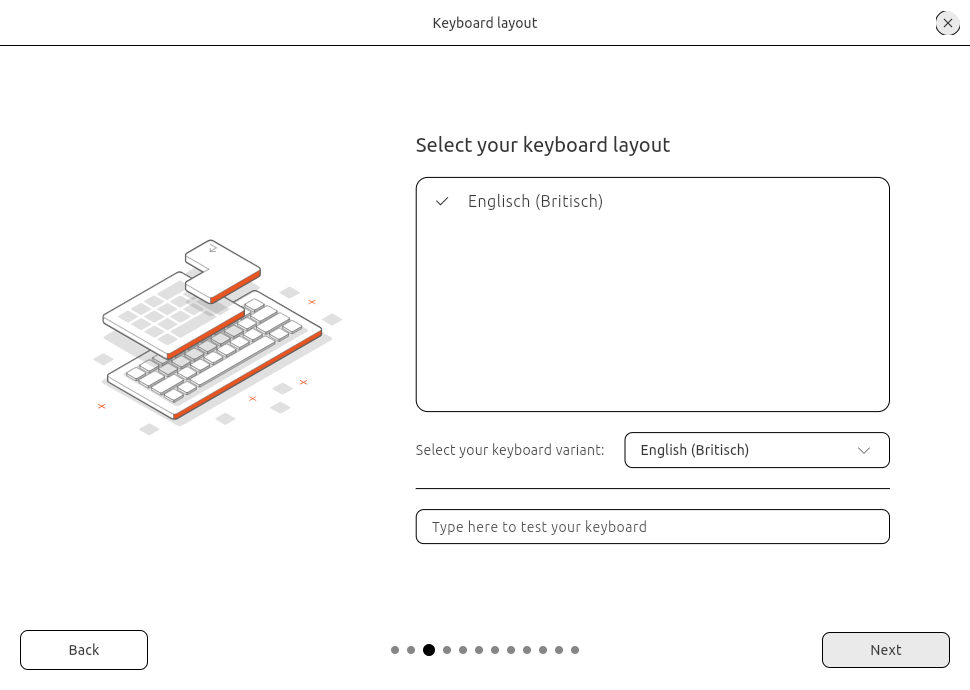 Keyboard layout
Select your keyboard layout
Englisch (Britisch)
Select your keyboard variant:
English (Britisch)
Type here to test your keyboard
Back
Next